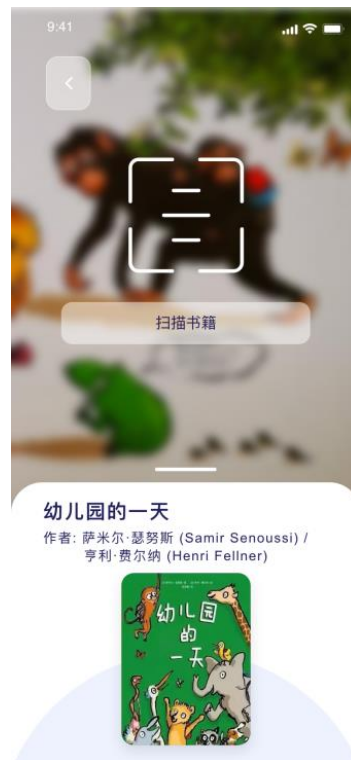 9:41
扫描书籍
幼儿园的一天
作者: 萨米尔·瑟努斯 (Samir Senoussi) /
亨利·费尔纳 (Henri Fellner)
幼儿园
的
一天